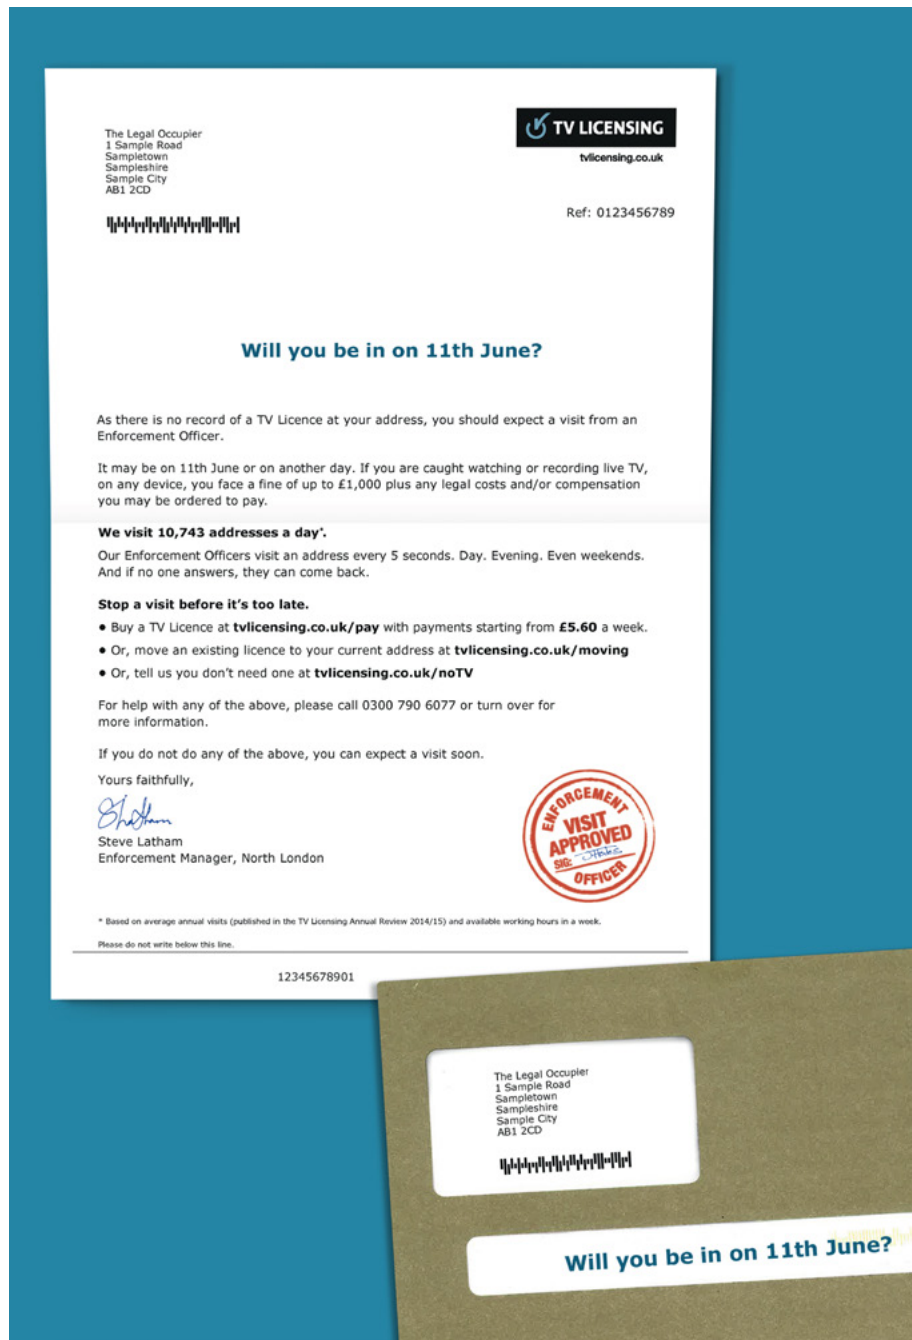 The Legal Occupier
1 Sample Road
Sampletown
Sampleshire
Sample City
AB1 2CD
TV LICENSING
tvlicensing.co.uk
Ref: 0123456789
Will you be in on 11th June?
As there is no record of a TV Licence at your address, you should expect a visit from an
Enforcement Officer.
It may be on 11th June or on another day. If you are caught watching or recording live TV,
on any device, you face a fine of up to £1,000 plus any legal costs and/or compensation
you may be ordered to pay.
We visit 10,743 addresses a day*.
Our Enforcement Officers visit an address every 5 seconds. Day. Evening. Even weekends.
And if no one answers, they can come back.
Stop a visit before it's too late.
• Buy a TV Licence at tvlicensing.co.uk/pay with payments starting from £5.60 a week.
• Or, move an existing licence to your current address at tvlicensing.co.uk/moving
• Or, tell us you don't need one at tvlicensing.co.uk/noTV
For help with any of the above, please call 0300 790 6077 or turn over for
more information.
If you do not do any of the above, you can expect a visit soon.
Yours faithfully,
Steve Latham
Enforcement Manager, North London
ENFORCEMENT
VISIT
APPROVED
SIG:
OFFICER
* Based on average annual visits (published in the TV Licensing Annual Review 2014/15) and available working hours in a week.
Please do not write below this line.
12345678901
The Legal Occupier
1 Sample Road
Sampletown
Sampleshire
Sample City
AB1 2CD
Will you be in on 11th June?